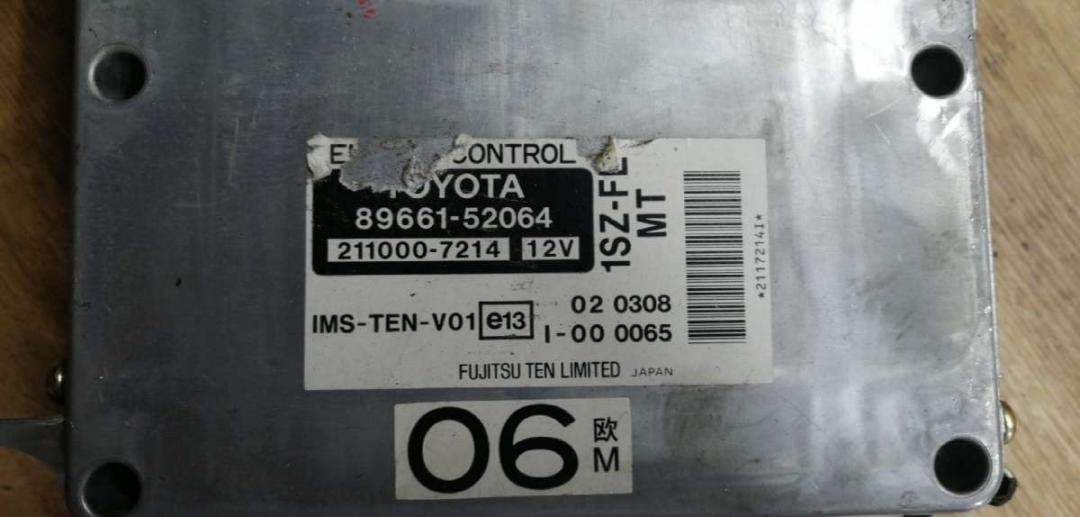 CONTROL
TOYOTA
89661-52064
211000-7214 12V
1SZ-FE
MT
*2117214I*
IMS-TEN-V01 e13
02 0308
I-00 0065
FUJITSU TEN LIMITED JAPAN
06 欧
M